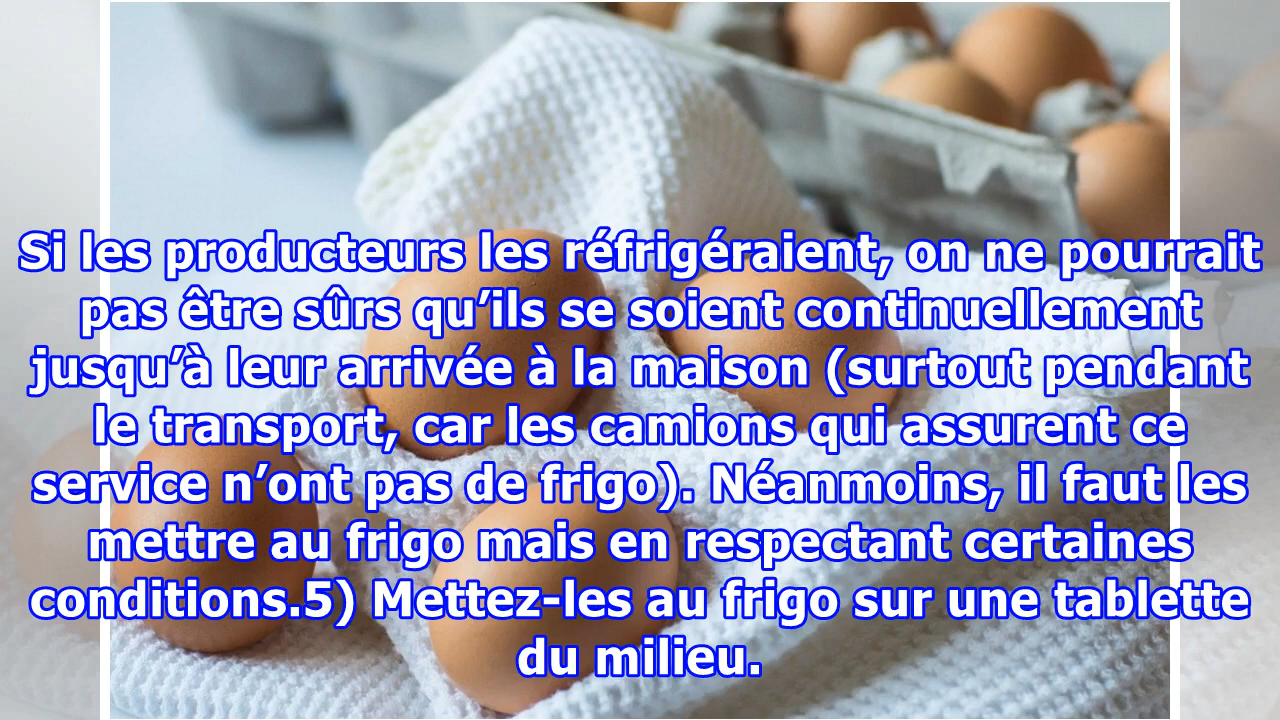 Si les producteurs les réfrigéraient, on ne pourrait
pas être sûrs qu’ils se soient continuellement
jusqu’à leur arrivée à la maison (surtout pendant
le transport, car les camions qui assurent ce
service n’ont pas de frigo). Néanmoins, il faut les
mettre au frigo mais en respectant certaines
conditions.5) Mettez-les au frigo sur une tablette
du milieu.